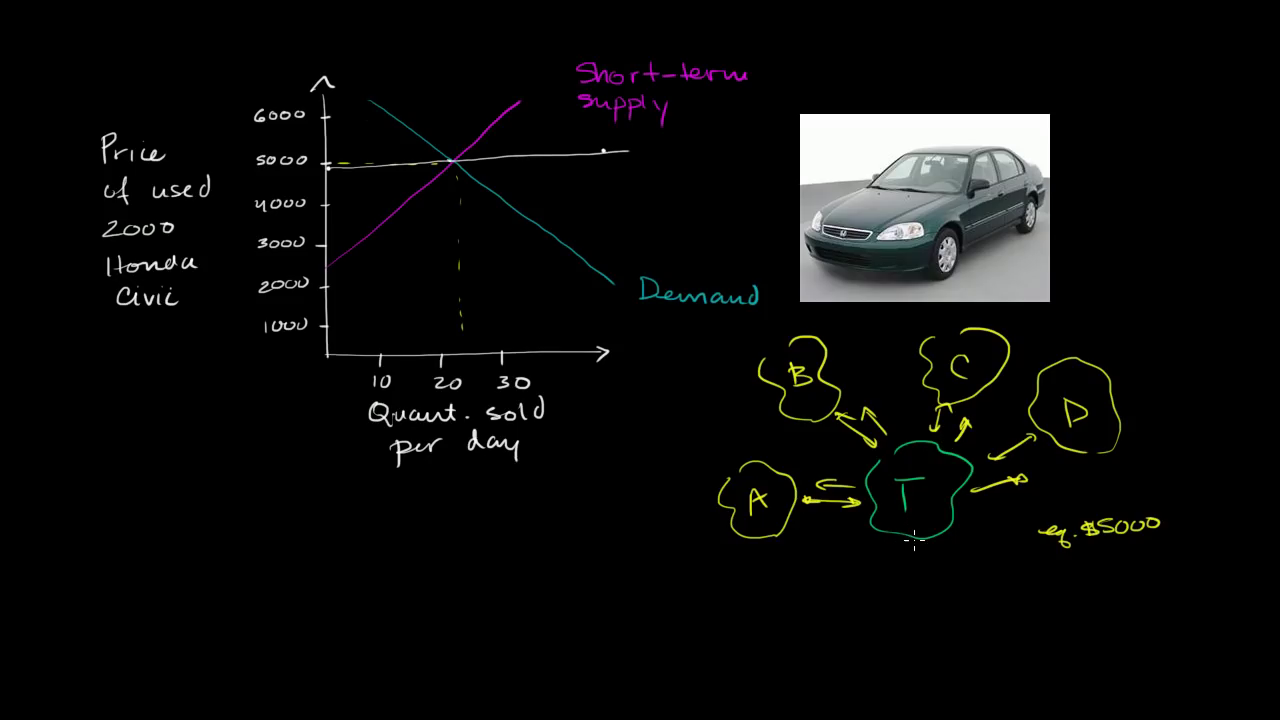 Short-term
supply
6000
5000
4000
3000
2000
1000
Price
of used
2000
Honda
Civic
Demand
10 20 30
Quant. sold
per day
B
C
D
A
T
eq. $5000